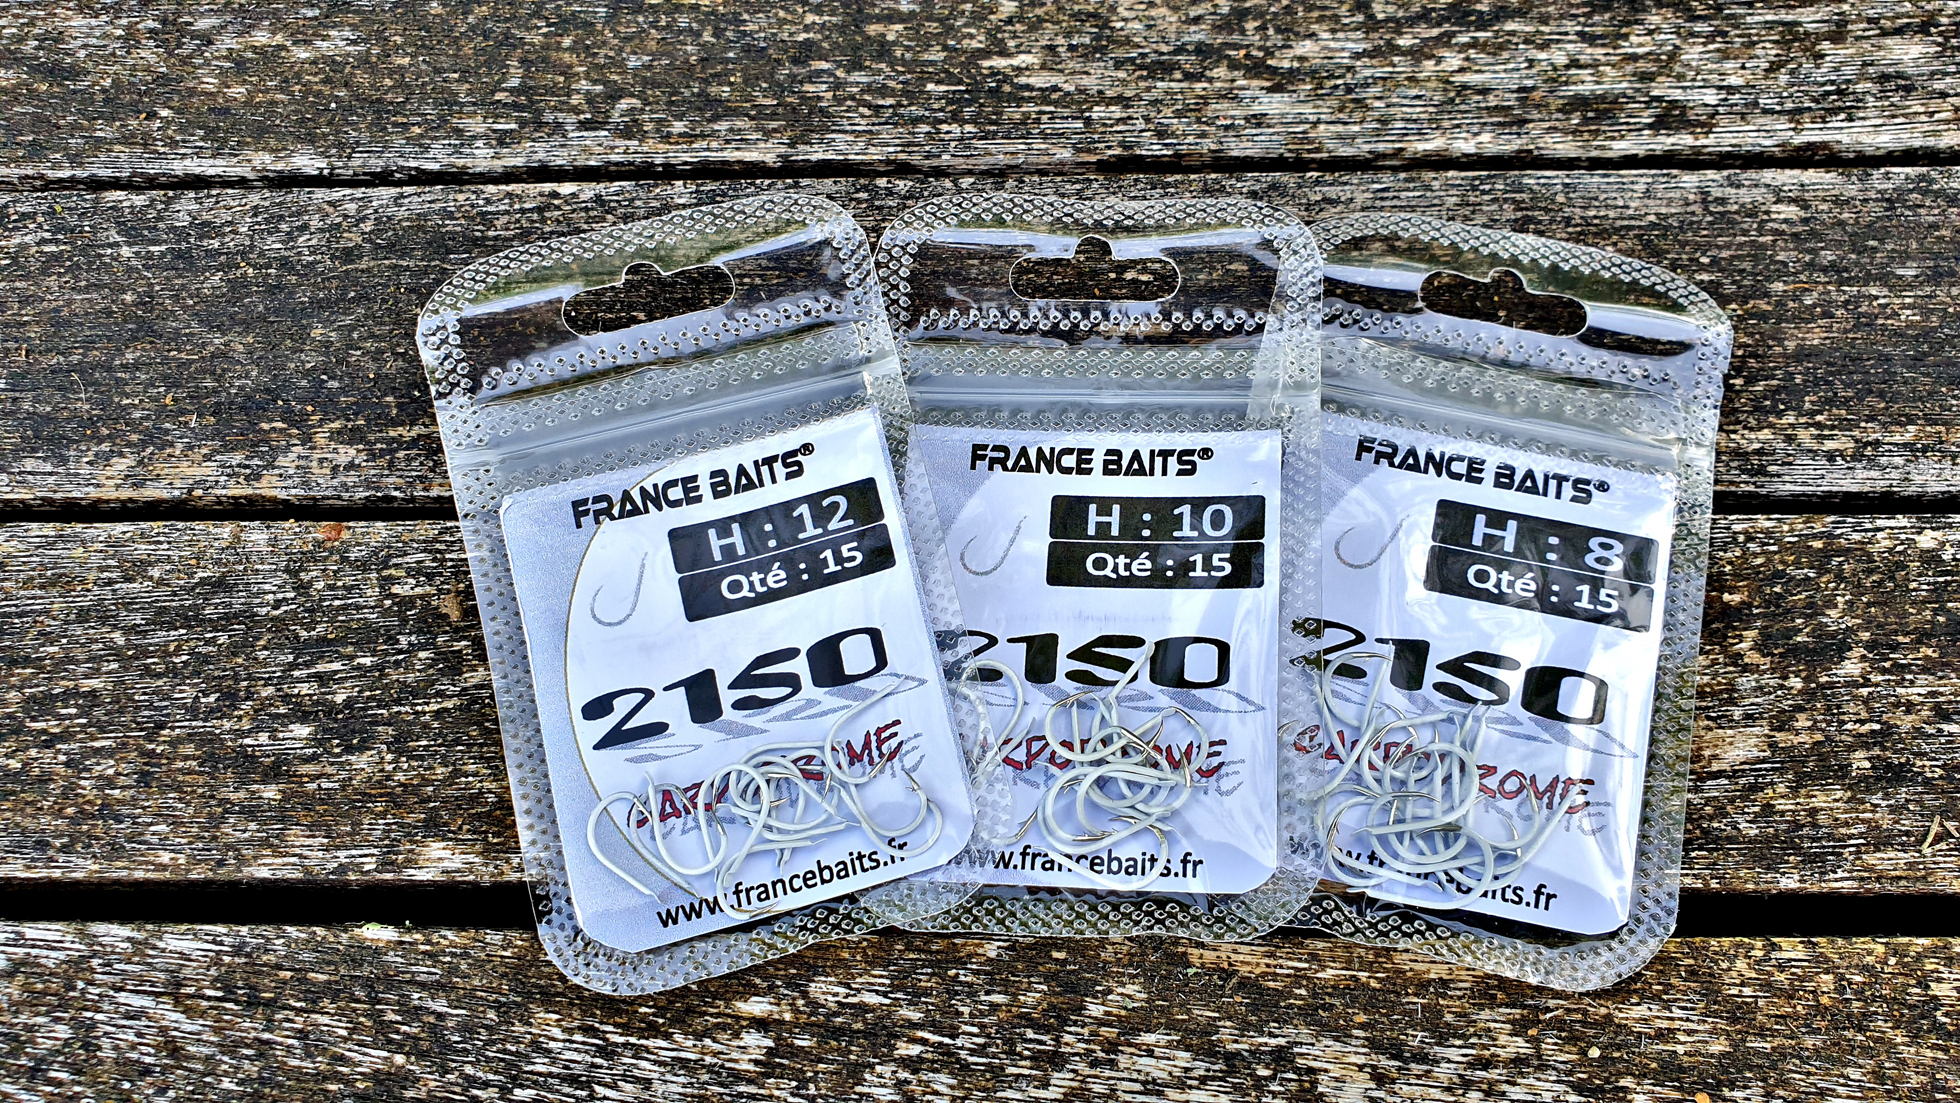 FRANCE BAITS®
H : 12
Qté : 15
2150
www.francebaits.fr
FRANCE BAITS®
H : 10
Qté : 15
2150
www.francebaits.fr
FRANCE BAITS®
H : 8
Qté : 15
2150